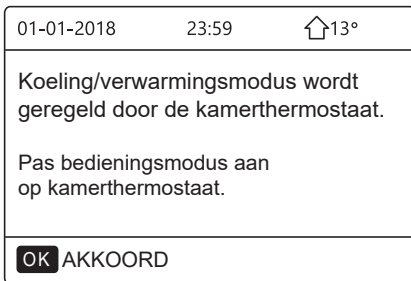 01-01-2018 23:59 13°
Koeling/verwarmingsmodus wordt
geregeld door de kamerthermostaat.
Pas bedieningsmodus aan
op kamerthermostaat.
OK AKKOORD